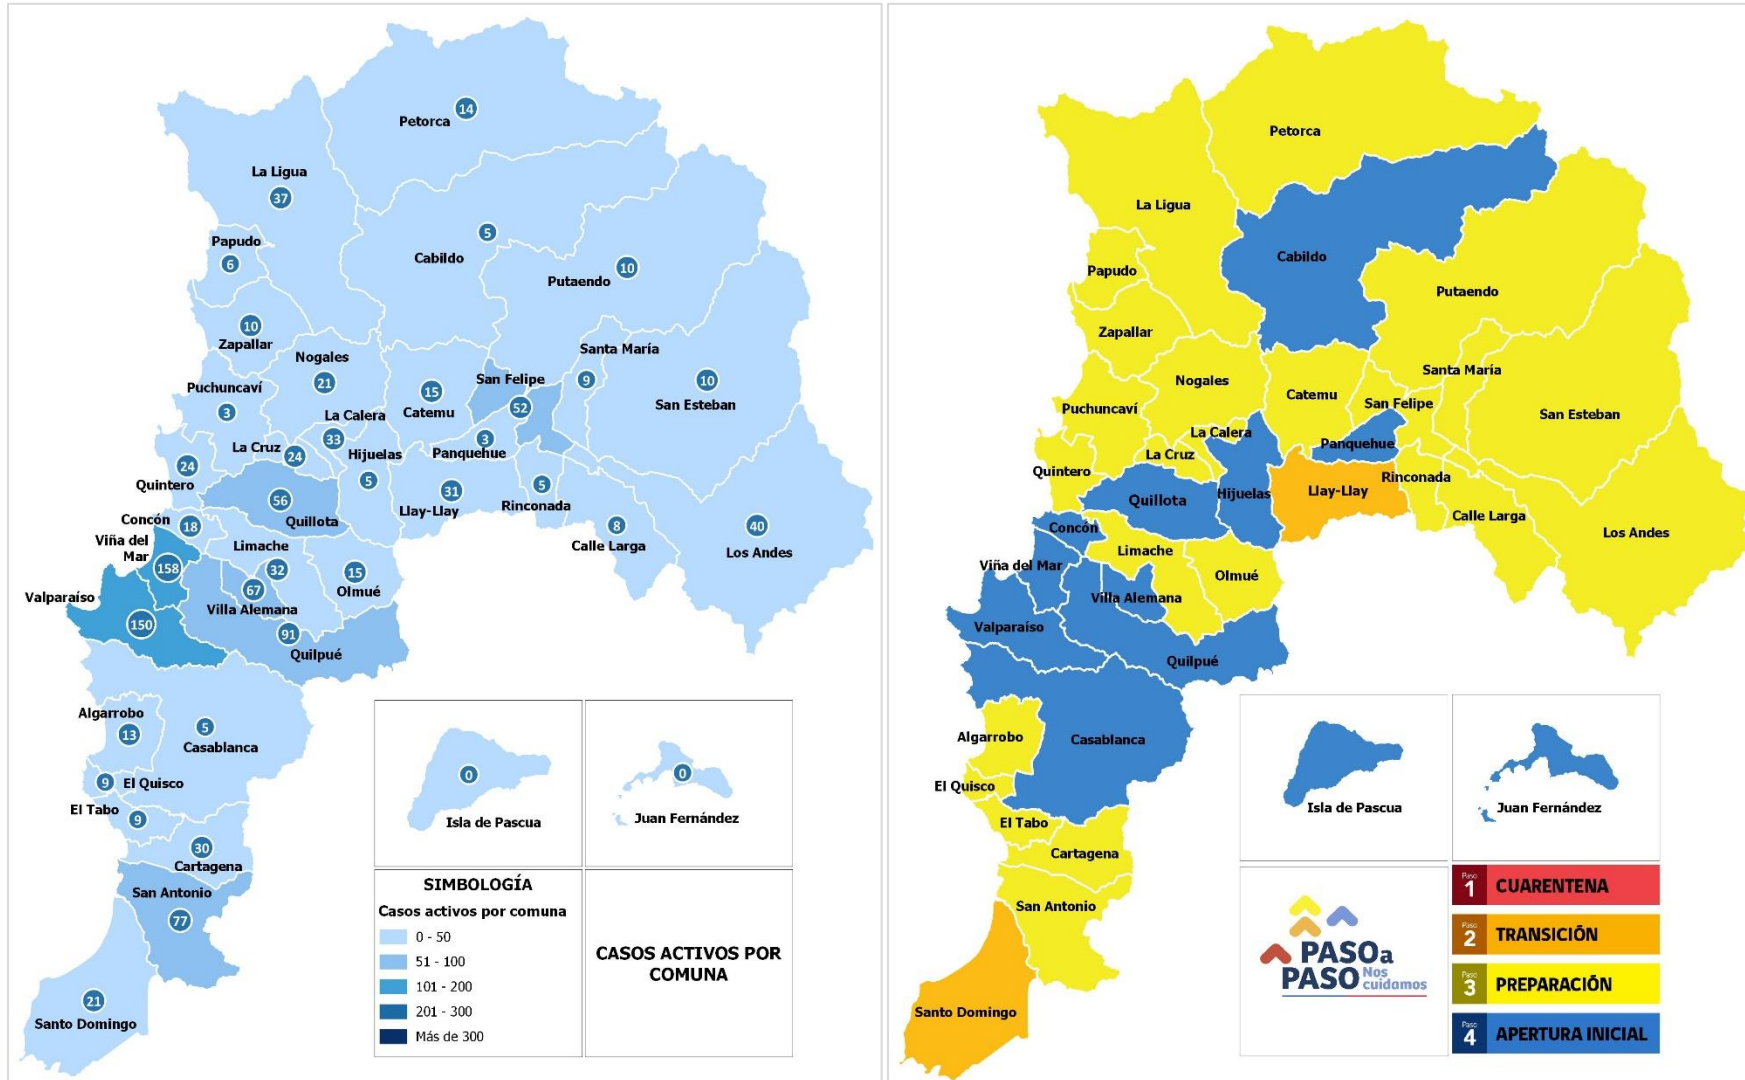 Petorca
14
La Ligua
37
Papudo
6
Cabildo
5
Putaendo
10
Zapallar
10
Nogales
21
Santa María
9
San Felipe
52
San Esteban
10
Puchuncaví
3
Catemu
15
La Calera
33
La Cruz
24
Hijuelas
5
Panquehue
3
Quintero
24
Quillota
56
Llay-Llay
31
Rinconada
5
Calle Larga
8
Los Andes
40
Concón
18
Viña del
Mar
158
Limache
32
Olmué
15
Villa Alemana
67
Valparaíso
150
Quilpué
91
Algarrobo
13
Casablanca
5
El Quisco
9
El Tabo
9
Cartagena
30
San Antonio
77
Santo Domingo
21
0
Isla de Pascua
0
Juan Fernández
SIMBOLOGÍA
Casos activos por comuna
0 - 50
51 - 100
101 - 200
201 - 300
Más de 300
CASOS ACTIVOS POR
COMUNA
Petorca
La Ligua
Cabildo
Papudo
Putaendo
Zapallar
Nogales
Santa María
Catemu
San Felipe
San Esteban
Puchuncaví
La Calera
Panquehue
La Cruz
Quintero
Rinconada
Quillota
Hijuelas
Llay-Llay
Calle Larga
Los Andes
Concón
Limache
Viña del Mar
Olmué
Villa Alemana
Valparaíso
Quilpué
Algarrobo
Casablanca
El Quisco
El Tabo
Cartagena
San Antonio
Santo Domingo
Isla de Pascua
Juan Fernández
PASO a
PASO Nos
cuidamos
Paso
1 CUARENTENA
Paso
2 TRANSICIÓN
Paso
3 PREPARACIÓN
Paso
4 APERTURA INICIAL